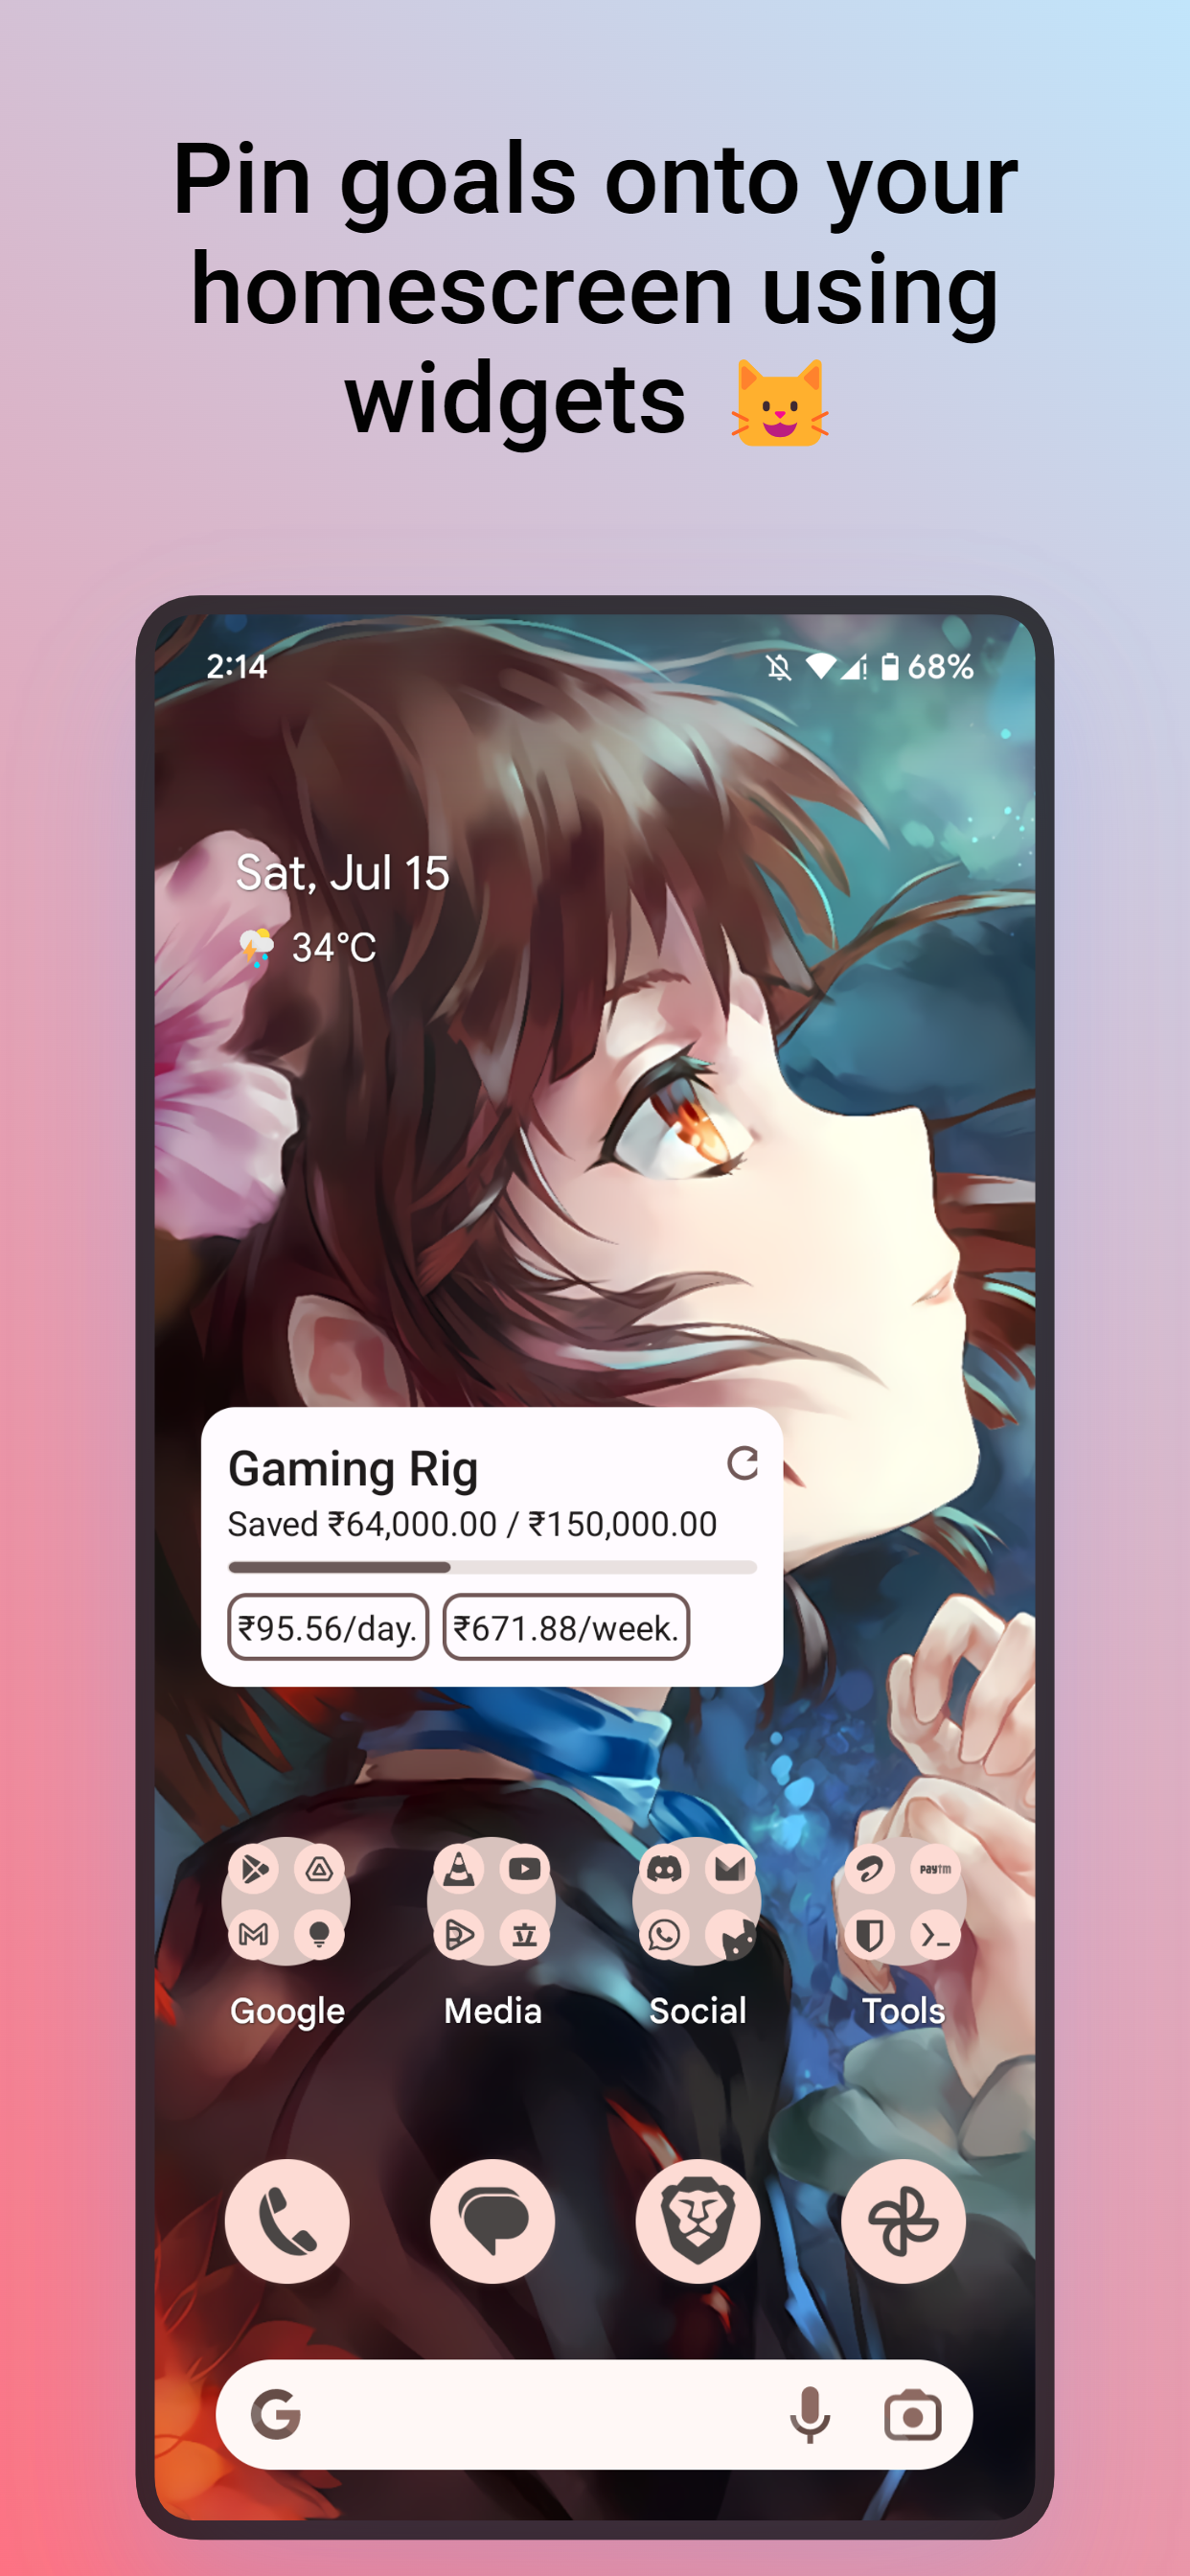 Pin goals onto your
homescreen using
widgets 😺
2:14
68%
Sat, Jul 15
34°C
Gaming Rig
Saved ₹64,000.00 / ₹150,000.00
₹95.56/day. ₹671.88/week.
paytm
Google Media Social Tools